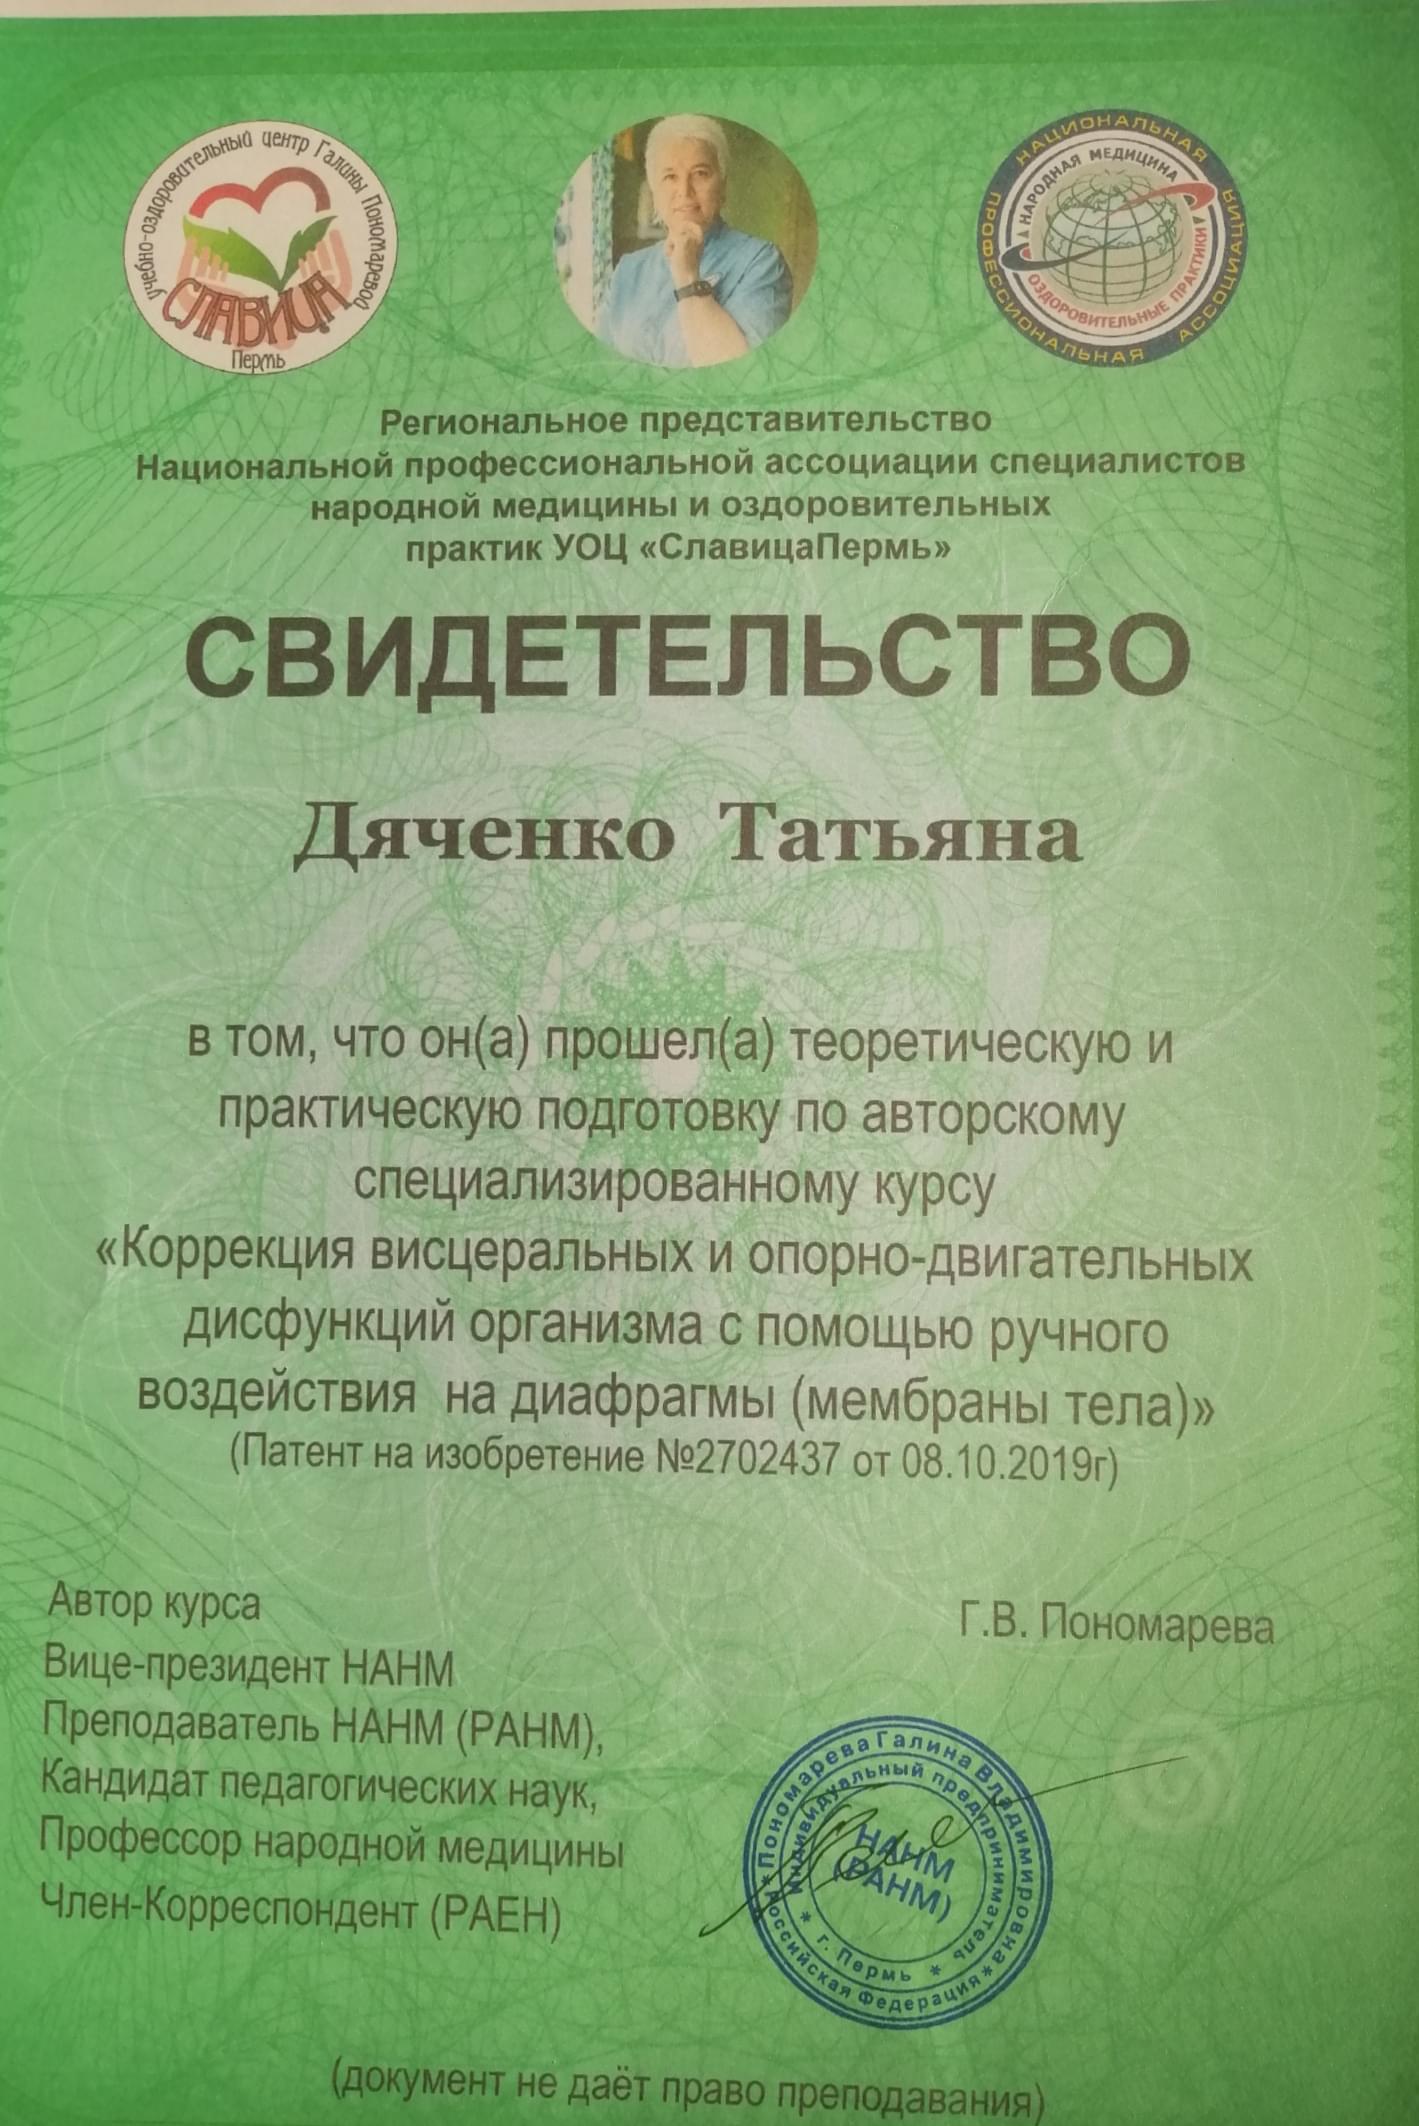 Учебно-оздоровительный центр Галины Пономаревой
СЛАВИЦА
Пермь
НАЦИОНАЛЬНАЯ ПРОФЕССИОНАЛЬНАЯ АССОЦИАЦИЯ
НАРОДНАЯ МЕДИЦИНА
ОЗДОРОВИТЕЛЬНЫЕ ПРАКТИКИ
Региональное представительство
Национальной профессиональной ассоциации специалистов
народной медицины и оздоровительных
практик УОЦ «СлавицаПермь»
СВИДЕТЕЛЬСТВО
Дяченко Татьяна
в том, что он(а) прошел(а) теоретическую и
практическую подготовку по авторскому
специализированному курсу
«Коррекция висцеральных и опорно-двигательных
дисфункций организма с помощью ручного
воздействия на диафрагмы (мембраны тела)»
(Патент на изобретение №2702437 от 08.10.2019г)
Автор курса
Г.В. Пономарева
Вице-президент НАНМ
Преподаватель НАНМ (РАНМ),
Кандидат педагогических наук,
Профессор народной медицины
Член-Корреспондент (РАЕН)
* Пономарева Галина Владимировна * Российская Федерация
Индивидуальный предприниматель * г. Пермь *
НАНМ
(РАНМ)
(документ не даёт право преподавания)